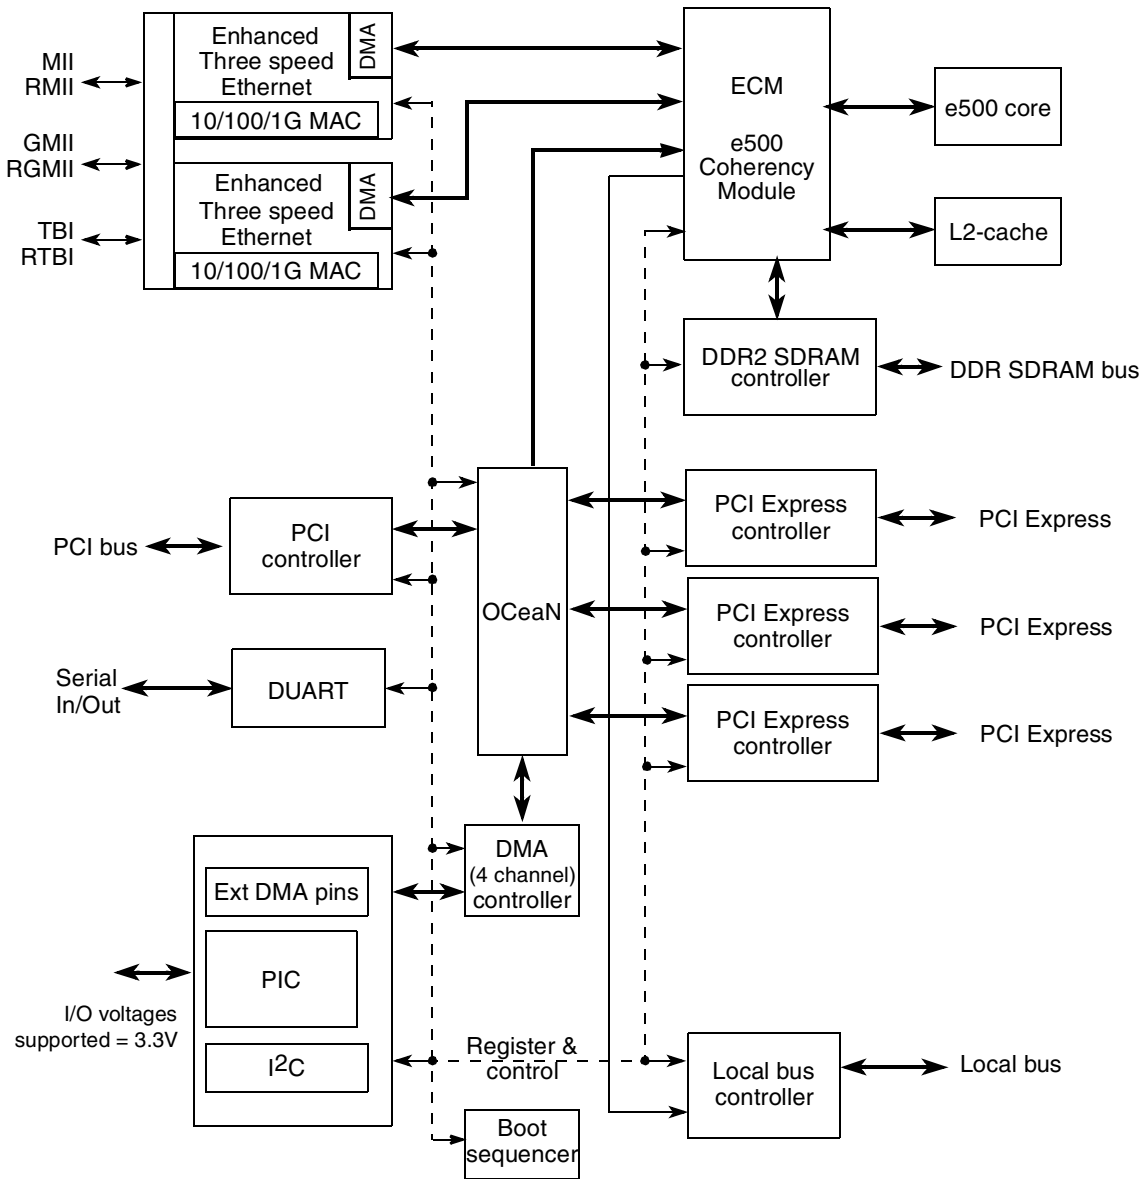 MII
RMII
GMII
RGMII
TBI
RTBI
Enhanced
Three speed
Ethernet
DMA
10/100/1G MAC
Enhanced
Three speed
Ethernet
DMA
10/100/1G MAC
ECM
e500
Coherency
Module
e500 core
L2-cache
DDR2 SDRAM
controller
DDR SDRAM bus
PCI bus
PCI
controller
OCeaN
PCI Express
controller
PCI Express
PCI Express
controller
PCI Express
PCI Express
controller
PCI Express
Serial
In/Out
DUART
DMA
(4 channel)
controller
Ext DMA pins
PIC
I2C
I/O voltages
supported = 3.3V
Register &
control
Local bus
controller
Local bus
Boot
sequencer